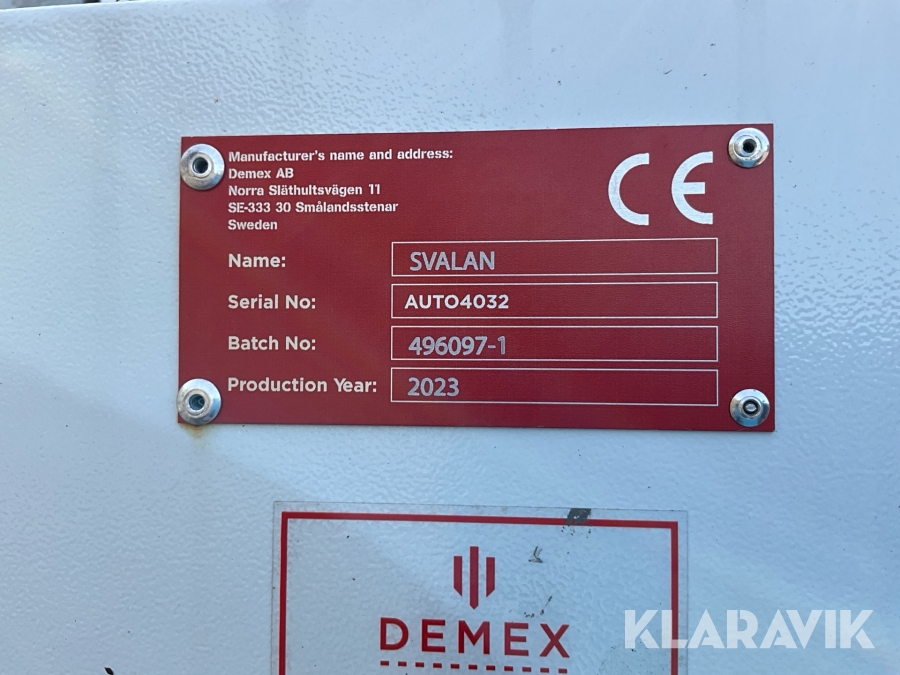 Manufacturer's name and address:
Demex AB
Norra Släthultsvägen 11
SE-333 30 Smålandsstenar
Sweden
CE
Name: SVALAN
Serial No: AUTO4032
Batch No: 496097-1
Production Year: 2023
DEMEX
KLARAVIK